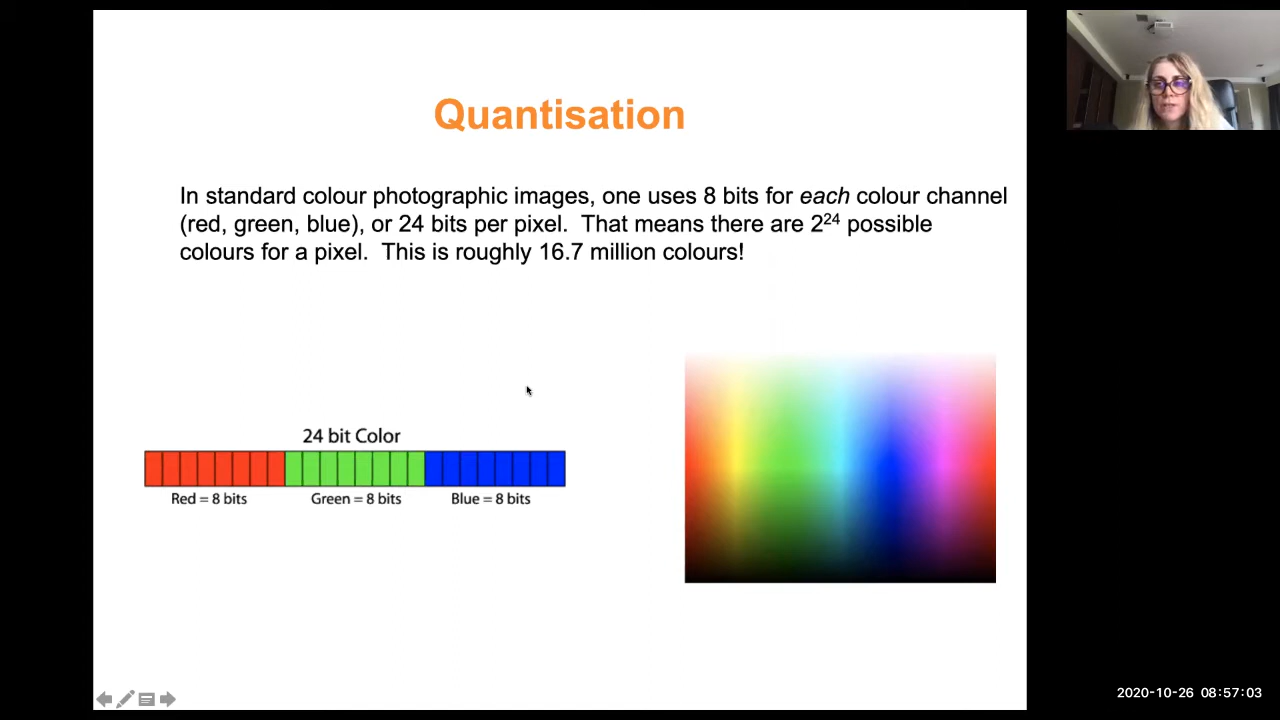 Quantisation
In standard colour photographic images, one uses 8 bits for each colour channel
(red, green, blue), or 24 bits per pixel.  That means there are 2²⁴ possible
colours for a pixel.  This is roughly 16.7 million colours!
24 bit Color
Red = 8 bits Green = 8 bits Blue = 8 bits
2020-10-26 08:57:03